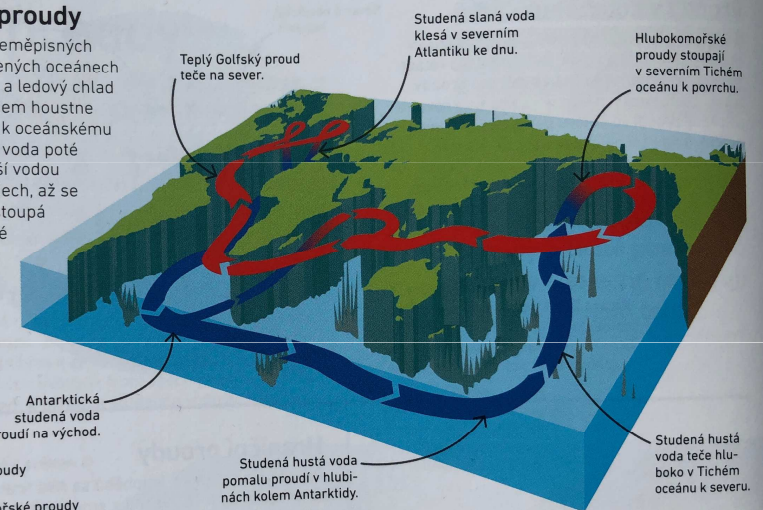 proudy
eměpisných
ených oceánech
a ledový chlad
em houstne
k oceánskému
voda poté
ší vodou
ech, až se
toupá
é
Teplý Golfský proud
teče na sever.
Studená slaná voda
klesá v severním
Atlantiku ke dnu.
Hlubokomořské
proudy stoupají
v severním Tichém
oceánu k povrchu.
Antarktická
studená voda
roudí na východ.
Studená hustá voda
pomalu proudí v hlubi-
nách kolem Antarktidy.
Studená hustá
voda teče hlu-
boko v Tichém
oceánu k severu.
oudy
ořské proudy